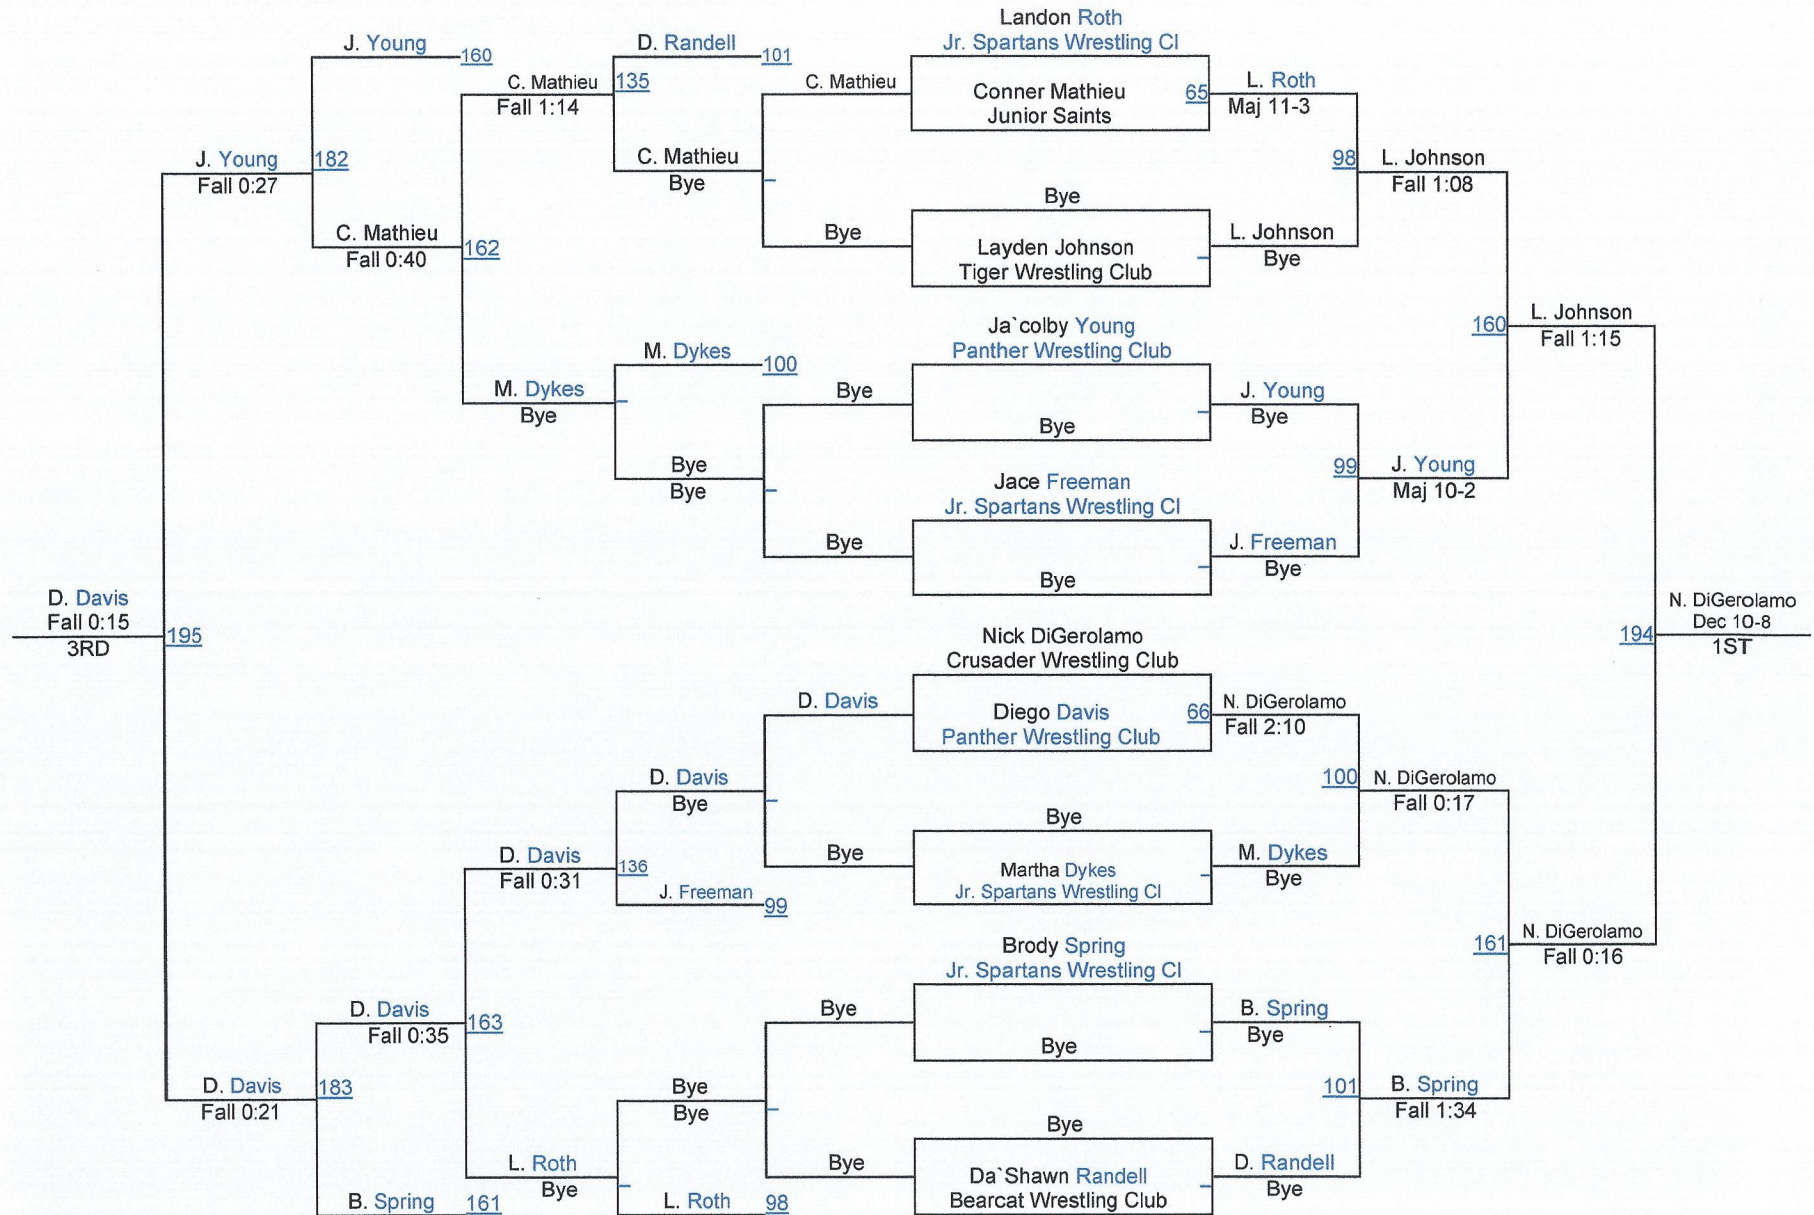 Landon Roth
Jr. Spartans Wrestling Cl
J. Young
160
D. Randell
101
C. Mathieu
135
Fall 1:14
C. Mathieu
Conner Mathieu
Junior Saints
65
L. Roth
Maj 11-3
J. Young
182
Fall 0:27
C. Mathieu
Bye
98
L. Johnson
Fall 1:08
Bye
C. Mathieu
Fall 0:40
162
Bye
Layden Johnson
Tiger Wrestling Club
L. Johnson
Bye
Ja`colby Young
Panther Wrestling Club
160
L. Johnson
Fall 1:15
M. Dykes
100
M. Dykes
Bye
Bye
Bye
J. Young
Bye
Bye
Bye
Jace Freeman
Jr. Spartans Wrestling Cl
99
J. Young
Maj 10-2
Bye
J. Freeman
Bye
Bye
D. Davis
Fall 0:15
3RD
195
Nick DiGerolamo
Crusader Wrestling Club
194
N. DiGerolamo
Dec 10-8
1ST
D. Davis
Diego Davis
Panther Wrestling Club
66
N. DiGerolamo
Fall 2:10
D. Davis
Bye
100
N. DiGerolamo
Fall 0:17
Bye
D. Davis
Fall 0:31
136
Bye
Martha Dykes
Jr. Spartans Wrestling Cl
M. Dykes
Bye
J. Freeman
99
Brody Spring
Jr. Spartans Wrestling Cl
161
N. DiGerolamo
Fall 0:16
D. Davis
Fall 0:35
163
Bye
Bye
B. Spring
Bye
D. Davis
Fall 0:21
183
Bye
Bye
101
B. Spring
Fall 1:34
Bye
L. Roth
Bye
Bye
Da`Shawn Randell
Bearcat Wrestling Club
D. Randell
Bye
B. Spring
161
L. Roth
98